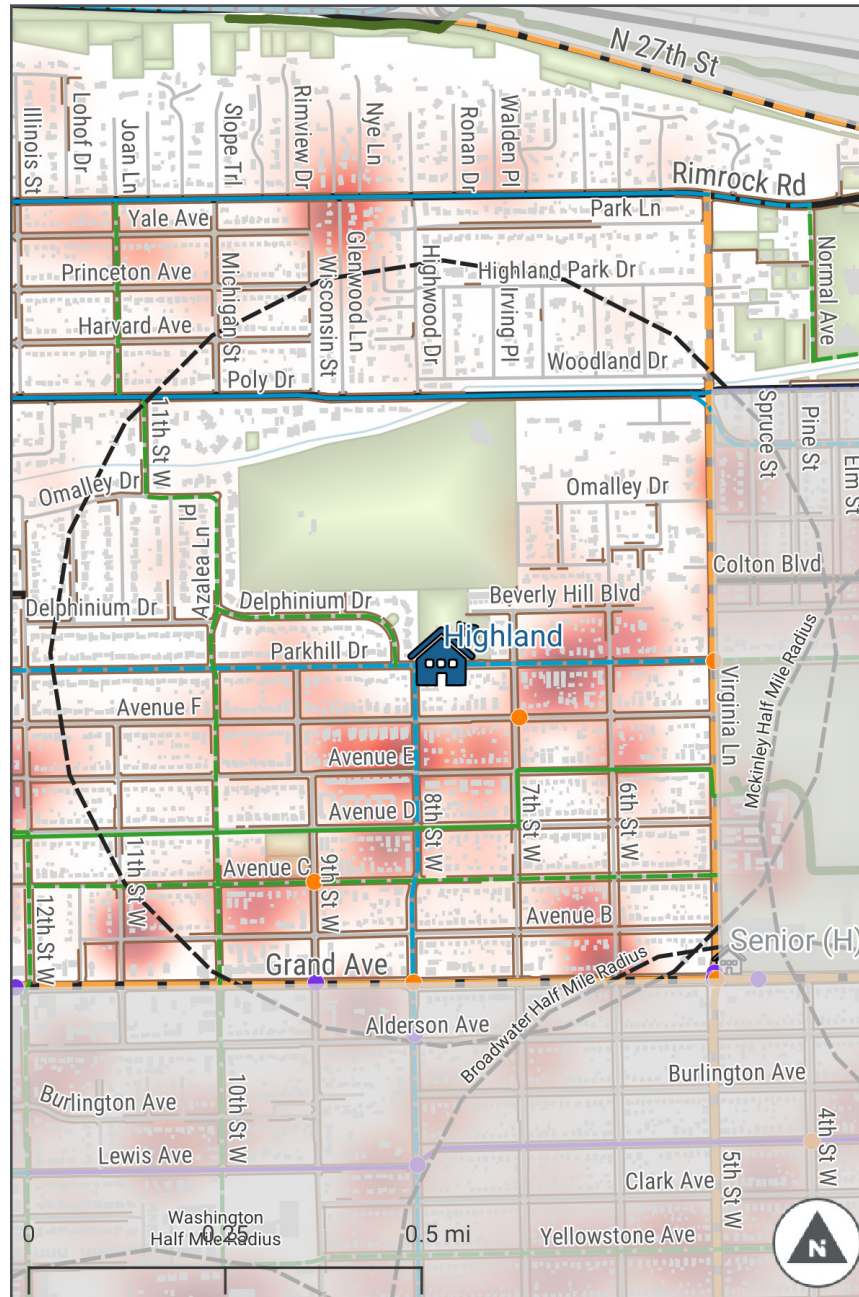 N 27th St
Illinois St
Lohof Dr
Joan Ln
Slope Trl
Rimview Dr
Nye Ln
Ronan Dr
Walden Pl
Rimrock Rd
Yale Ave
Park Ln
Princeton Ave
Michigan St
Wisconsin St
Glenwood Ln
Highwood Dr
Highland Park Dr
Irving Pl
Normal Ave
Harvard Ave
Woodland Dr
Poly Dr
11th St W
Spruce St
Pine St
Elm St
Omalley Dr
Omalley Dr
Azalea Ln
Pl
Colton Blvd
Delphinium Dr
Delphinium Dr
Beverly Hill Blvd
Highland
Parkhill Dr
Virginia Ln
Mckinley Half Mile Radius
Avenue F
Avenue E
Avenue D
8th St W
7th St W
6th St W
11th St W
Avenue C
9th St W
12th St W
Avenue B
Grand Ave
Senior (H)
Broadwater Half Mile Radius
Alderson Ave
Burlington Ave
Burlington Ave
10th St W
5th St W
4th St W
Lewis Ave
Clark Ave
Washington
Half Mile Radius
Yellowstone Ave
0
0.25
0.5 mi
N